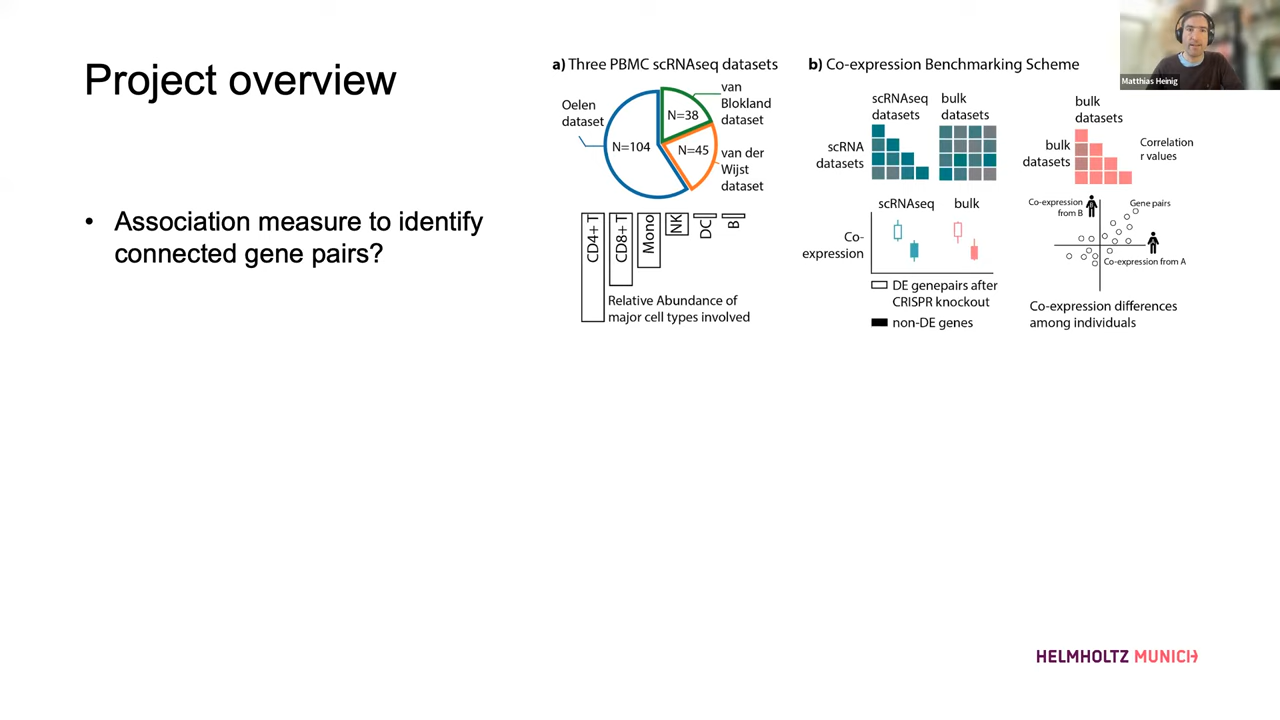 Project overview
• Association measure to identify
connected gene pairs?
a) Three PBMC scRNAseq datasets
Oelen
dataset
N=104
N=38
N=45
van
Blokland
dataset
van der
Wijst
dataset
CD4+ T
CD8+ T
Mono
NK
DC
B
Relative Abundance of
major cell types involved
b) Co-expression Benchmarking Scheme
scRNAseq
datasets
bulk
datasets
scRNA
datasets
bulk
datasets
bulk
datasets
Correlation
r values
scRNAseq
bulk
Co-
expression
DE genepairs after
CRISPR knockout
non-DE genes
Co-expression
from B
Gene pairs
Co-expression from A
Co-expression differences
among individuals
Matthias Heinig
HELMHOLTZ MUNICH